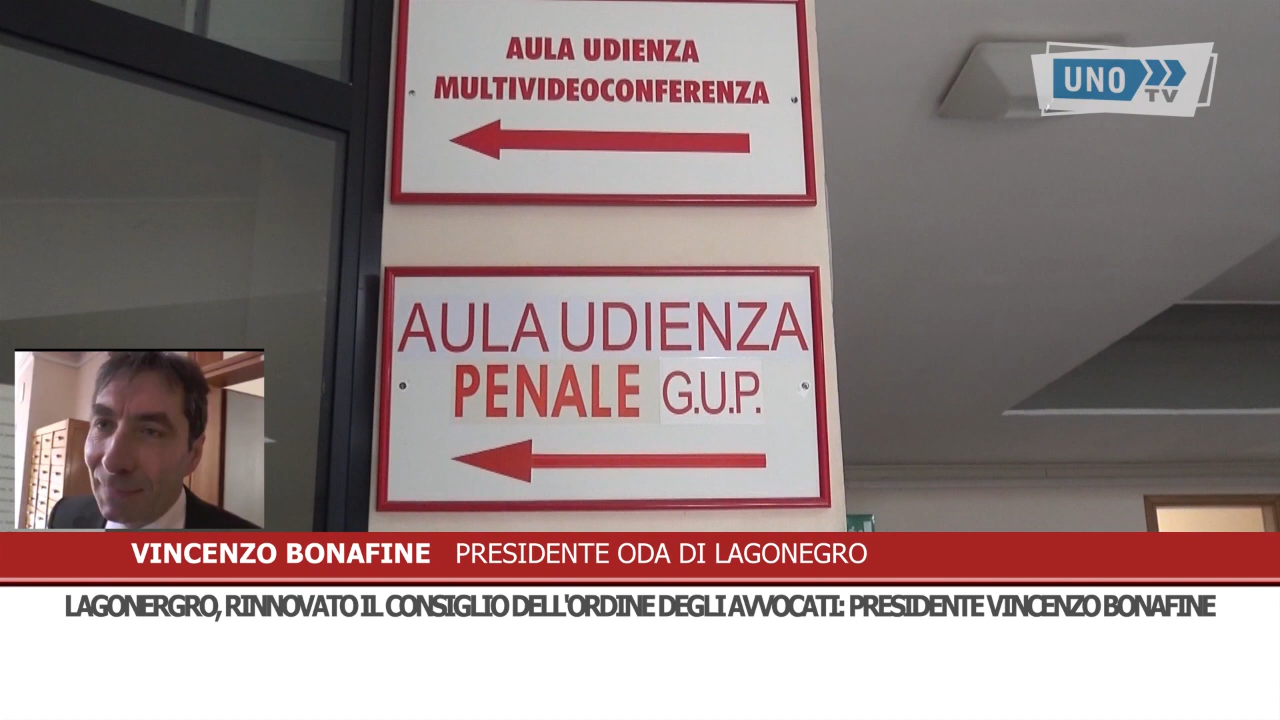 AULA UDIENZA
MULTIVIDEOCONFERENZA
UNO
TV
AULA UDIENZA
PENALE G.U.P.
VINCENZO BONAFINE PRESIDENTE ODA DI LAGONEGRO
LAGONERGRO, RINNOVATO IL CONSIGLIO DELL'ORDINE DEGLI AVVOCATI: PRESIDENTE VINCENZO BONAFINE